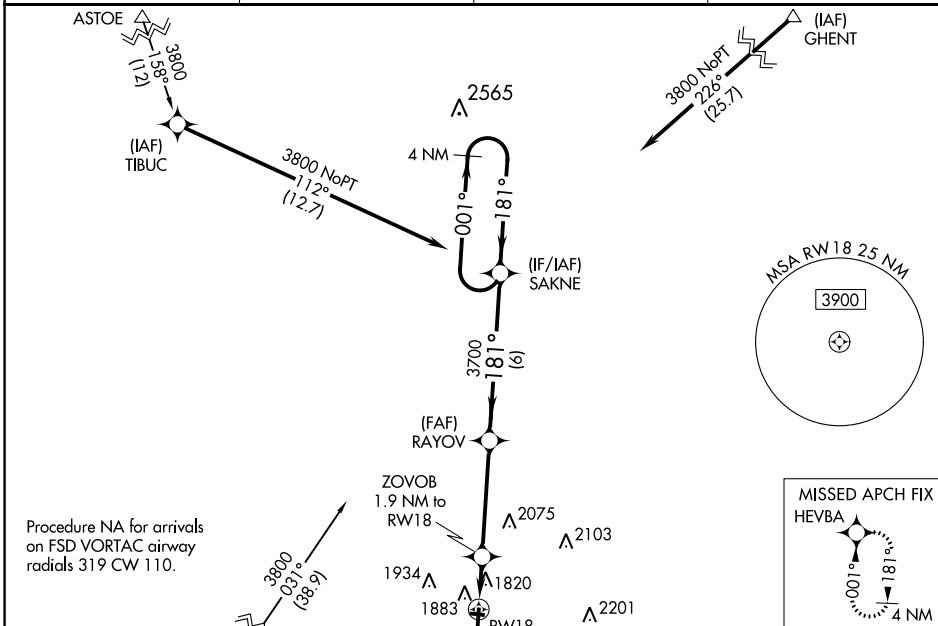 ASTOE
3800
158°
(12)
(IAF)
TIBUC
3800 NoPT
112°
(12.7)
2565
4 NM
001°
181°
(IF/IAF)
SAKNE
(IAF)
GHENT
3800 NoPT
226°
(25.7)
MSA RW18 25 NM
3900
3700
181°
(6)
(FAF)
RAYOV
ZOVOB
1.9 NM to
RW18
2075
2103
1934
1820
1883
2201
RW18
Procedure NA for arrivals
on FSD VORTAC airway
radials 319 CW 110.
3800
031°
(38.9)
MISSED APCH FIX
HEVBA
001°
181°
4 NM